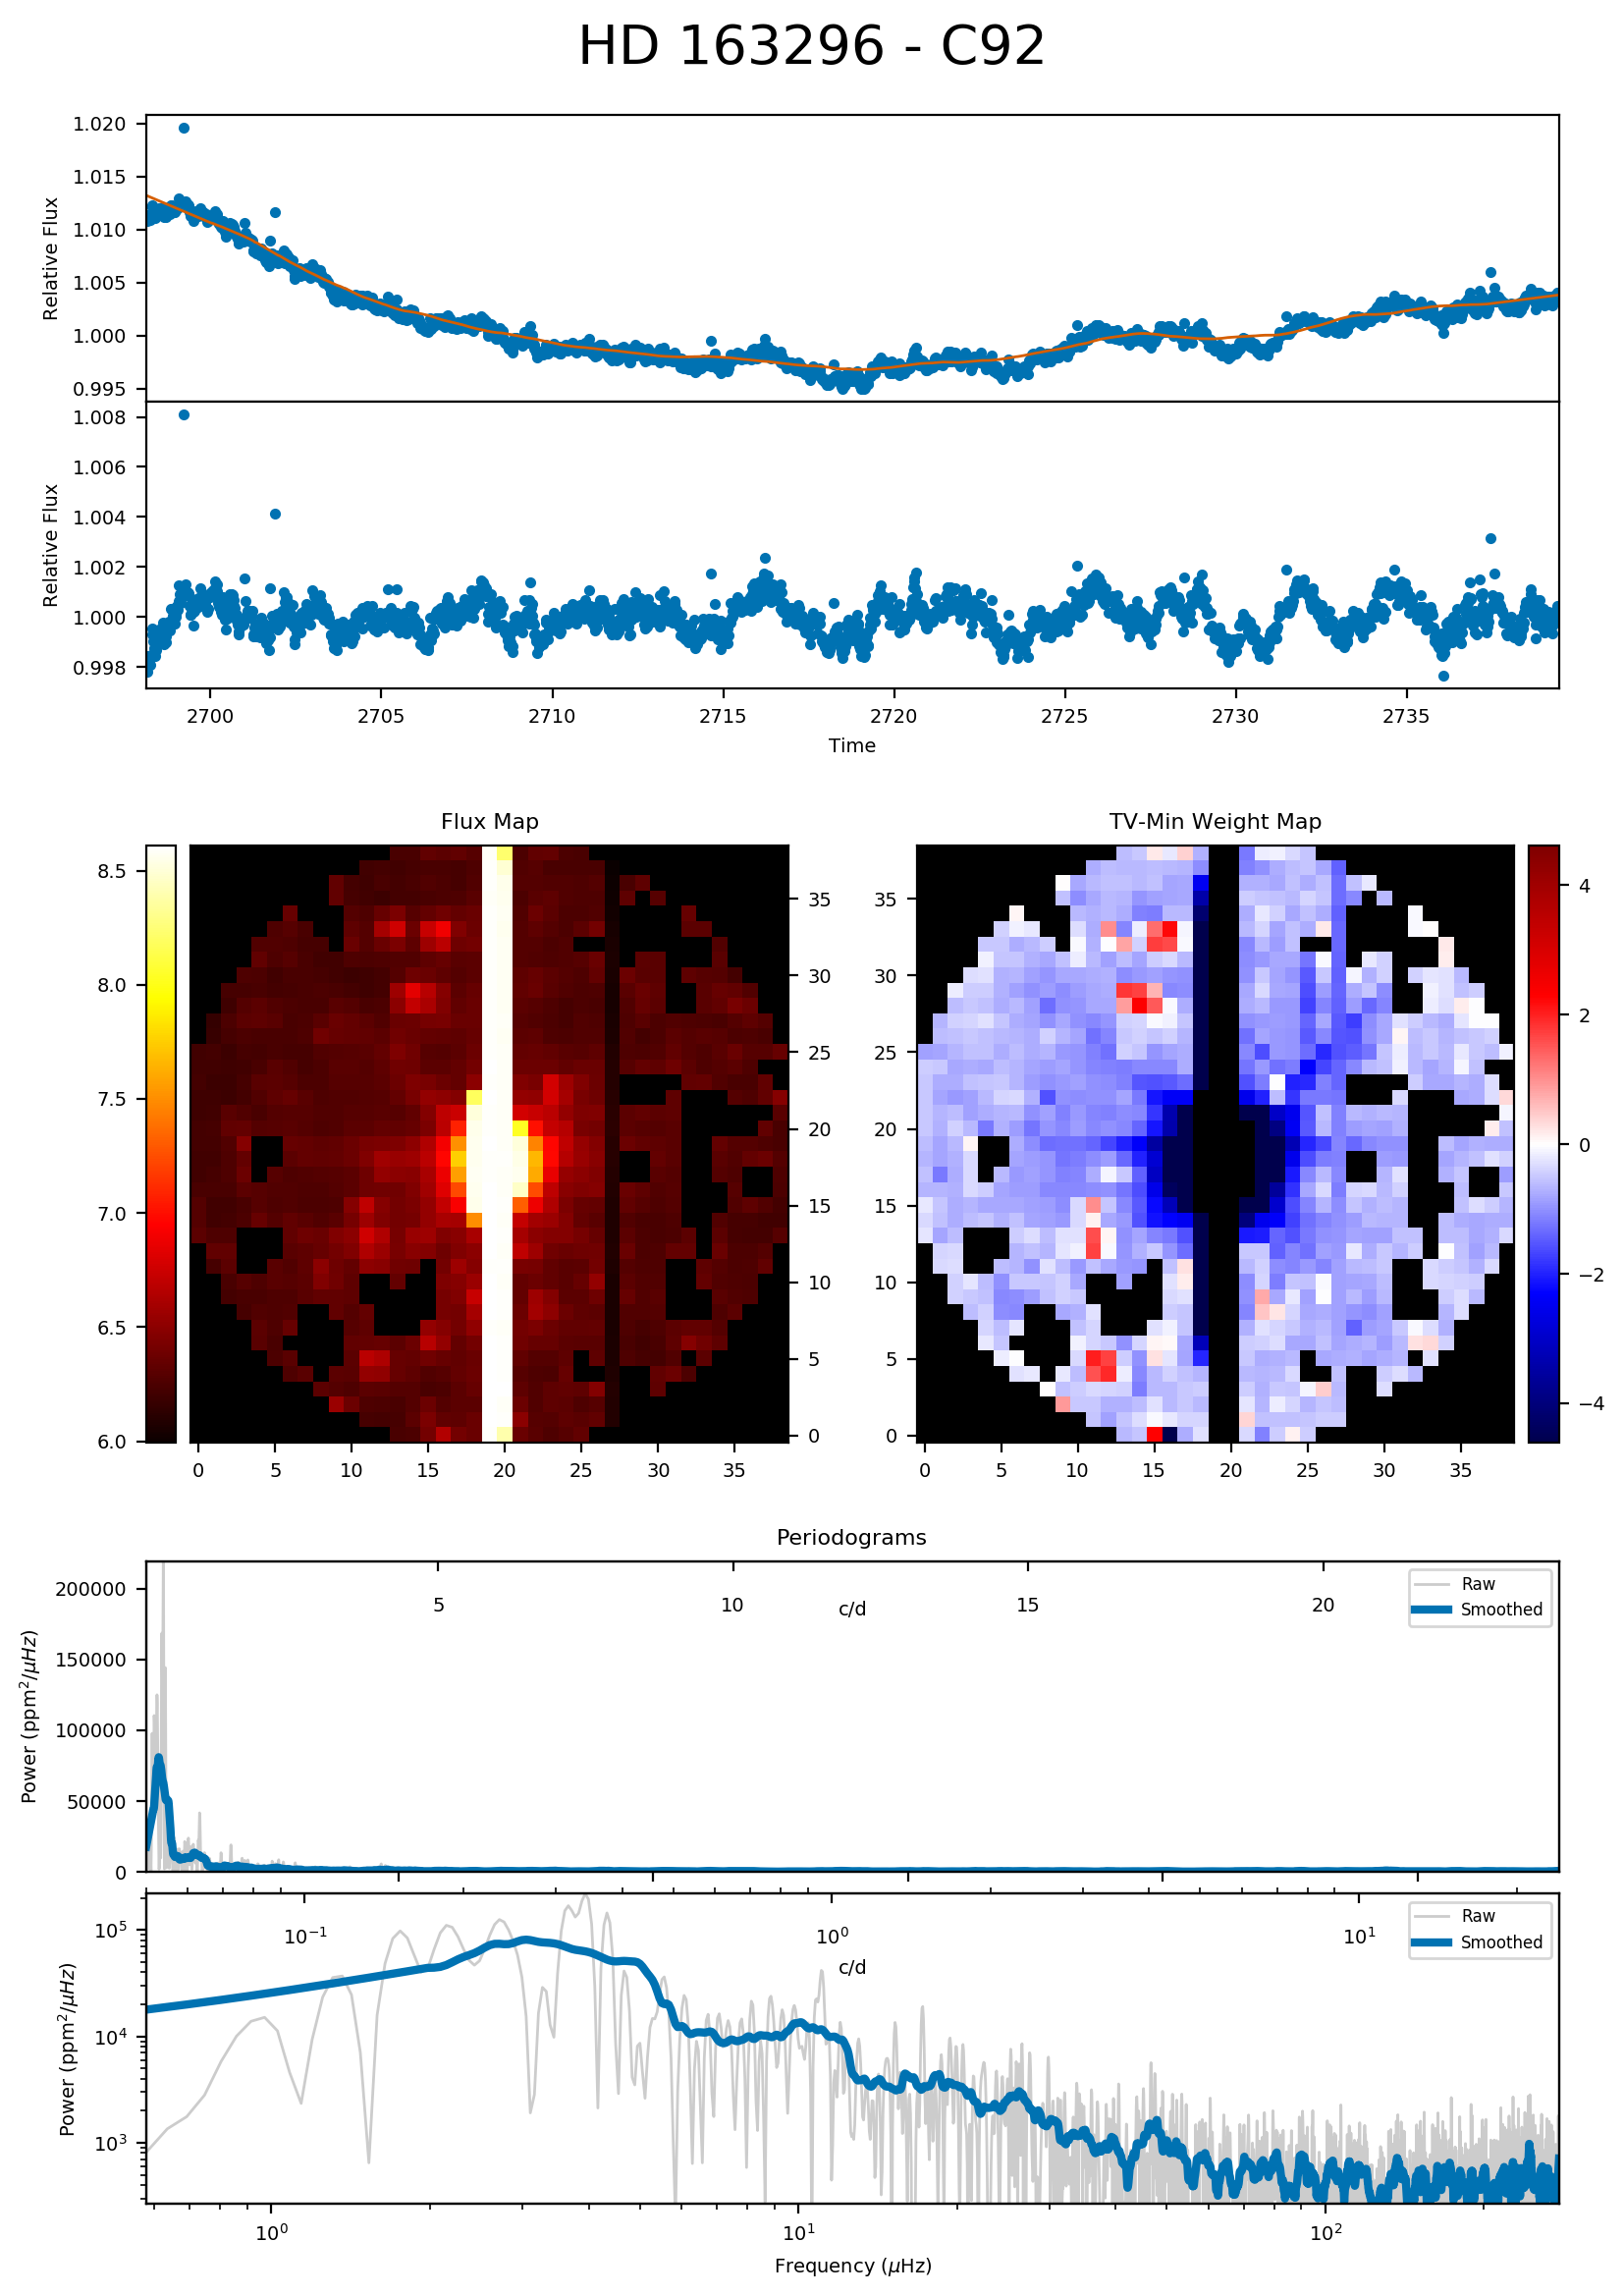 HD 163296 - C92
1.020
1.015
1.010
1.005
1.000
0.995
Relative Flux
1.008
1.006
1.004
1.002
1.000
0.998
Relative Flux
2700 2705 2710 2715 2720 2725 2730 2735
Time
Flux Map
TV-Min Weight Map
8.5
8.0
7.5
7.0
6.5
6.0
35
30
25
20
15
10
5
0
0 5 10 15 20 25 30 35
35
30
25
20
15
10
5
0
0 5 10 15 20 25 30 35
4
2
0
−2
−4
Periodograms
200000
150000
100000
50000
0
Power (ppm²/μHz)
5 10 15 20
c/d
Raw
Smoothed
10⁵
10⁴
10³
Power (ppm²/μHz)
10⁻¹ 10⁰ 10¹
c/d
Raw
Smoothed
10⁰ 10¹ 10²
Frequency (μHz)